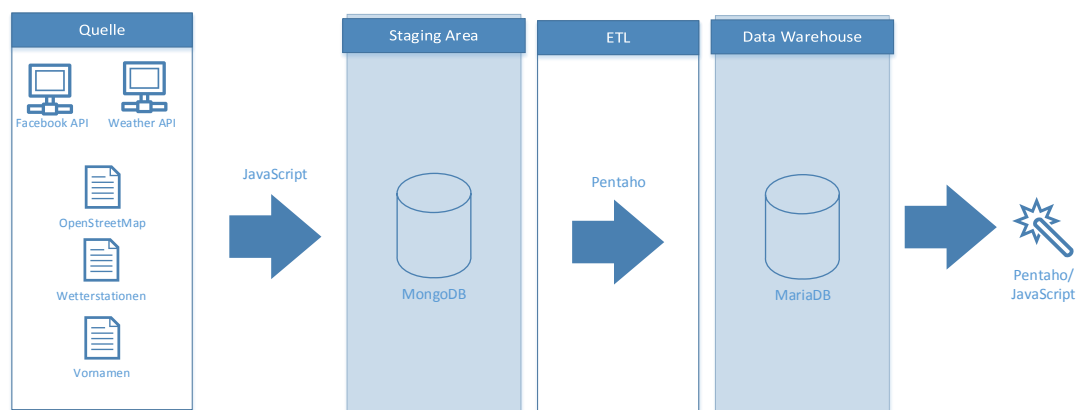 Quelle
Staging Area
ETL
Data Warehouse
Facebook API
Weather API
OpenStreetMap
Wetterstationen
Vornamen
JavaScript
MongoDB
Pentaho
MariaDB
Pentaho/
JavaScript